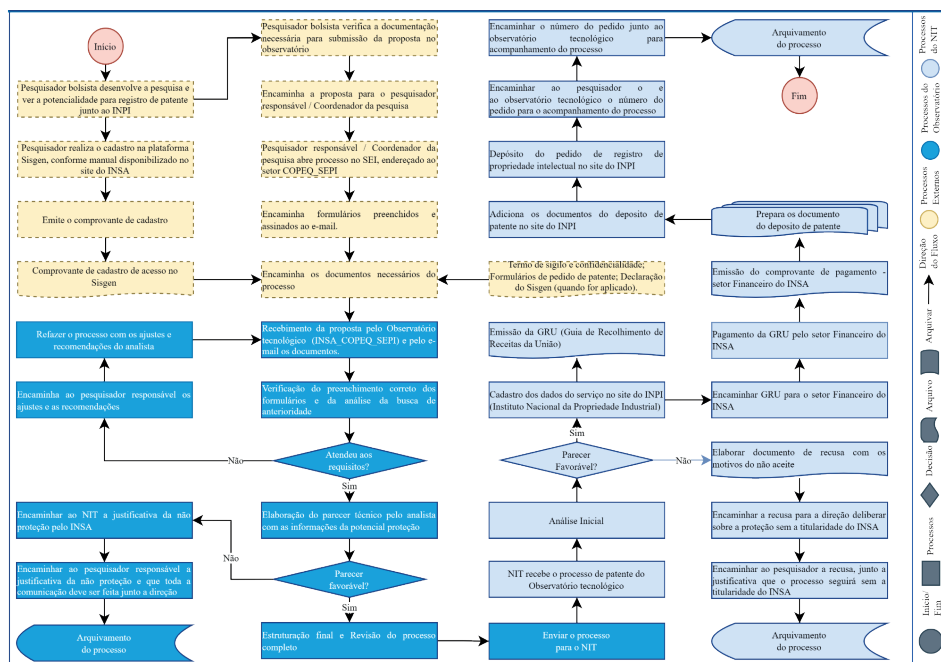 Início
Pesquisador bolsista desenvolve a pesquisa e
ver a potencialidade para registro de patente
junto ao INPI
Pesquisador realiza o cadastro na plataforma
Sisgen, conforme manual disponibilizado no
site do INSA
Emite o comprovante de cadastro
Comprovante de cadastro de acesso no
Sisgen
Refazer o processo com os ajustes e
recomendações do analista
Encaminha ao pesquisador responsável os
ajustes e as recomendações
Não
Encaminhar ao NIT a justificativa da não
proteção pelo INSA
Não
Encaminhar ao pesquisador responsável a
justificativa da não proteção e que toda a
comunicação deve ser feita junto a direção
Arquivamento
do processo
Pesquisador bolsista verifica a documentação
necessária para submissão da proposta no
observatório
Encaminha a proposta para o pesquisador
responsável / Coordenador da pesquisa
Pesquisador responsável / Coordenador
da pesquisa abre processo no SEI, endereçado ao
setor COPEQ_SEPI
Encaminha formulários preenchidos e
assinados ao e-mail.
Encaminha os documentos necessários do
processo
Recebimento da proposta pelo Observatório
tecnológico (INSA_COPEQ_SEPI) e pelo e-
mail os documentos.
Verificação do preenchimento correto dos
formulários e da análise da busca de
anterioridade
Atendeu aos
requisitos?
Sim
Elaboração do parecer técnico pelo analista
com as informações da potencial proteção
Parecer
favorável?
Sim
Estruturação final e Revisão do processo
completo
Encaminhar o número do pedido junto ao
observatório tecnológico para
acompanhamento do processo
Encaminhar ao pesquisador o e
ao observatório tecnológico o número do
pedido para o acompanhamento do processo
Depósito do pedido de registro de
propriedade intelectual no site do INPI
Adiciona os documentos do deposito de
patente no site do INPI
Termo de sigilo e confidencialidade;
Formulários de pedido de patente; Declaração
do Sisgen (quando for aplicado).
Emissão da GRU (Guia de Recolhimento de
Receitas da União)
Cadastro dos dados do serviço no site do INPI
(Instituto Nacional da Propriedade Industrial)
Sim
Parecer
Favorável?
Não
Análise Inicial
NIT recebe o processo de patente do
Observatório tecnológico
Enviar o processo
para o NIT
Arquivamento
do processo
Fim
Prepara os documento
do deposito de patente
Emissão do comprovante de pagamento -
setor Financeiro do INSA
Pagamento da GRU pelo setor Financeiro do
INSA
Encaminhar GRU para o setor Financeiro do
INSA
Elaborar documento de recusa com os
motivos do não aceite
Encaminhar a recusa para a direção deliberar
sobre a proteção sem a titularidade do INSA
Encaminhar ao pesquisador a recusa, junto a
justificativa que o processo seguirá sem a
titularidade do INSA
Arquivamento
do processo
Processos
do NIT
Processos do
Observatório
Processos
Externos
Direção
do Fluxo
Arquivar
Arquivo
Decisão
Processos
Início/
Fim